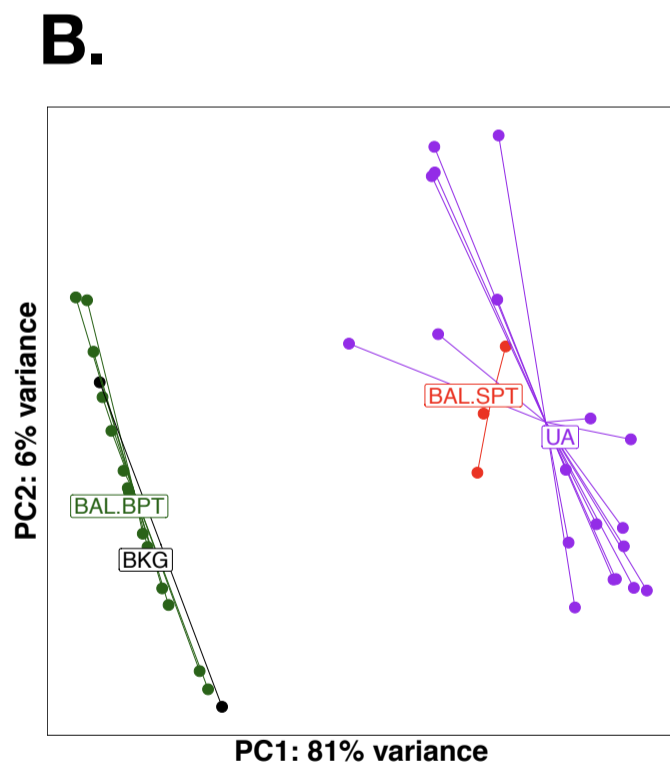 B.
PC2: 6% variance
BAL.SPT
UA
BAL.BPT
BKG
PC1: 81% variance